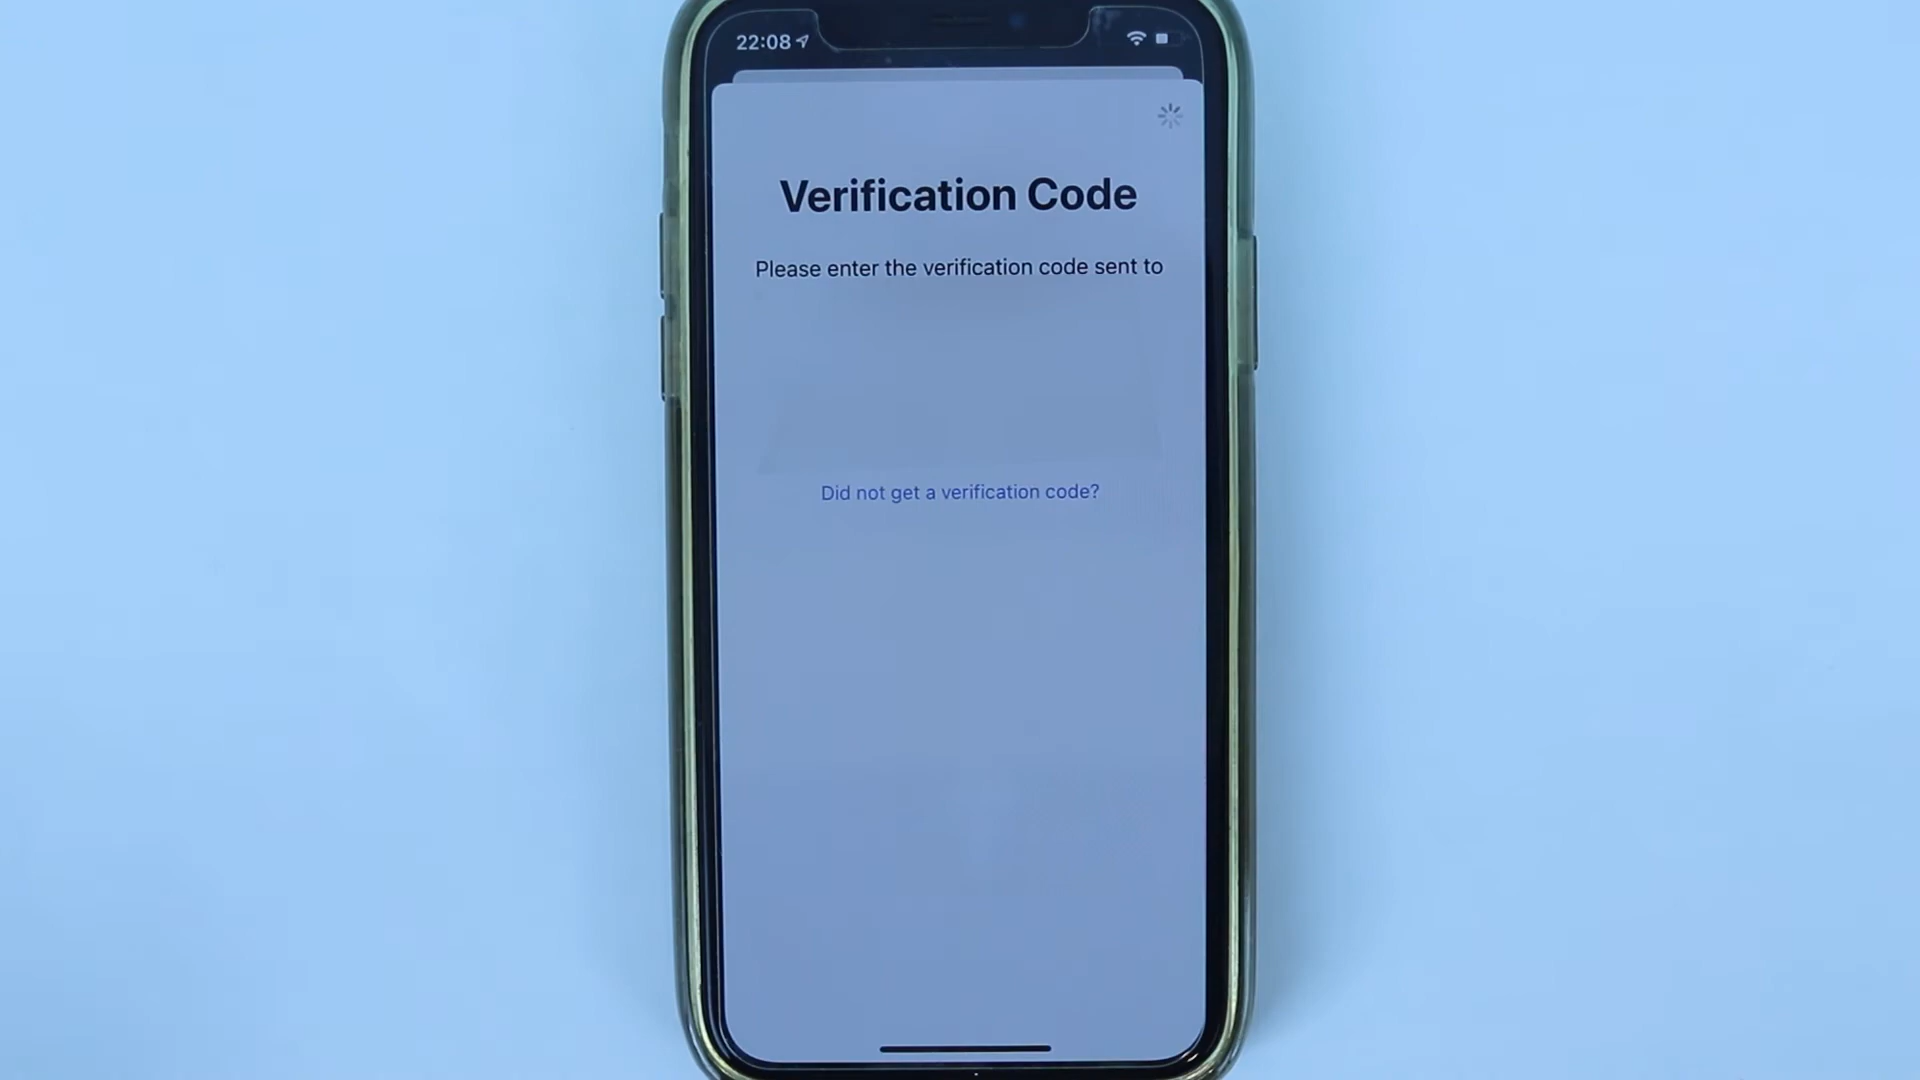 22:08
Verification Code
Please enter the verification code sent to
Did not get a verification code?